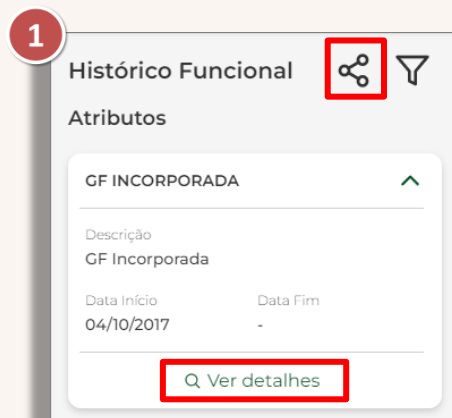 1
Histórico Funcional
Atributos
GF INCORPORADA
Descrição
GF Incorporada
Data Início Data Fim
04/10/2017 -
Ver detalhes